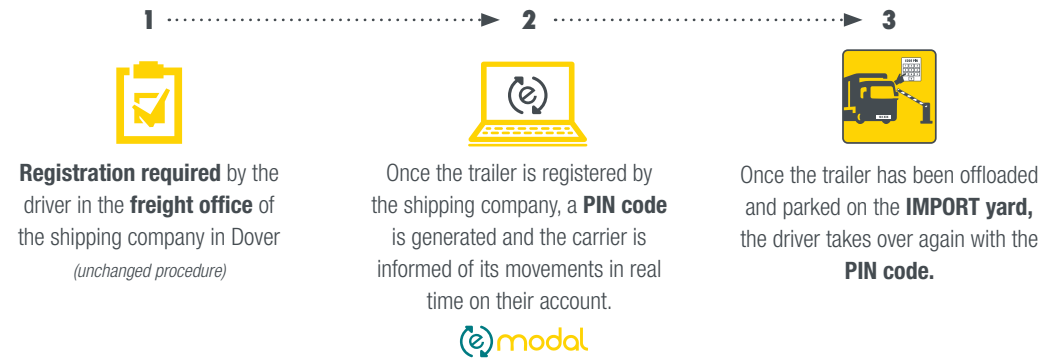 1
2
3
Registration required by the
driver in the freight office of
the shipping company in Dover
(unchanged procedure)
Once the trailer is registered by
the shipping company, a PIN code
is generated and the carrier is
informed of its movements in real
time on their account.
e modal
Once the trailer has been offloaded
and parked on the IMPORT yard,
the driver takes over again with the
PIN code.